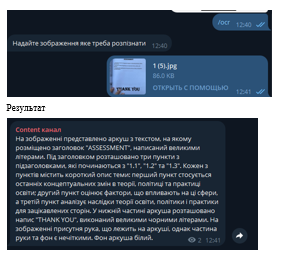 /ocr 12:40
Надайте зображення яке треба розпізнати 12:40
1 (5).jpg
86.0 KB
ОТКРЫТЬ С ПОМОЩЬЮ 12:41
THANK YOU
Результат
Content канал
На зображенні представлено аркуш з текстом, на якому
розміщено заголовок "ASSESSMENT", написаний великими
літерами. Під заголовком розташовано три пункти з
підзаголовками, які починаються з "1.1", "1.2" та "1.3". Кожен з
пунктів містить короткий опис теми: перший пункт стосується
останніх концептуальних змін в теорії, політиці та практиці
освіти; другий пункт оцінює фактори, що впливають на ці сфери,
а третій пункт аналізує наслідки теорії освіти, політики і практики
для зацікавлених сторін. У нижній частині аркуша розташовано
напис "THANK YOU", виконаний великими чорними літерами. На
зображенні присутня рука, що лежить на аркуші, однак частина
руки та фон є нечіткими. Фон аркуша білий.
2 12:41